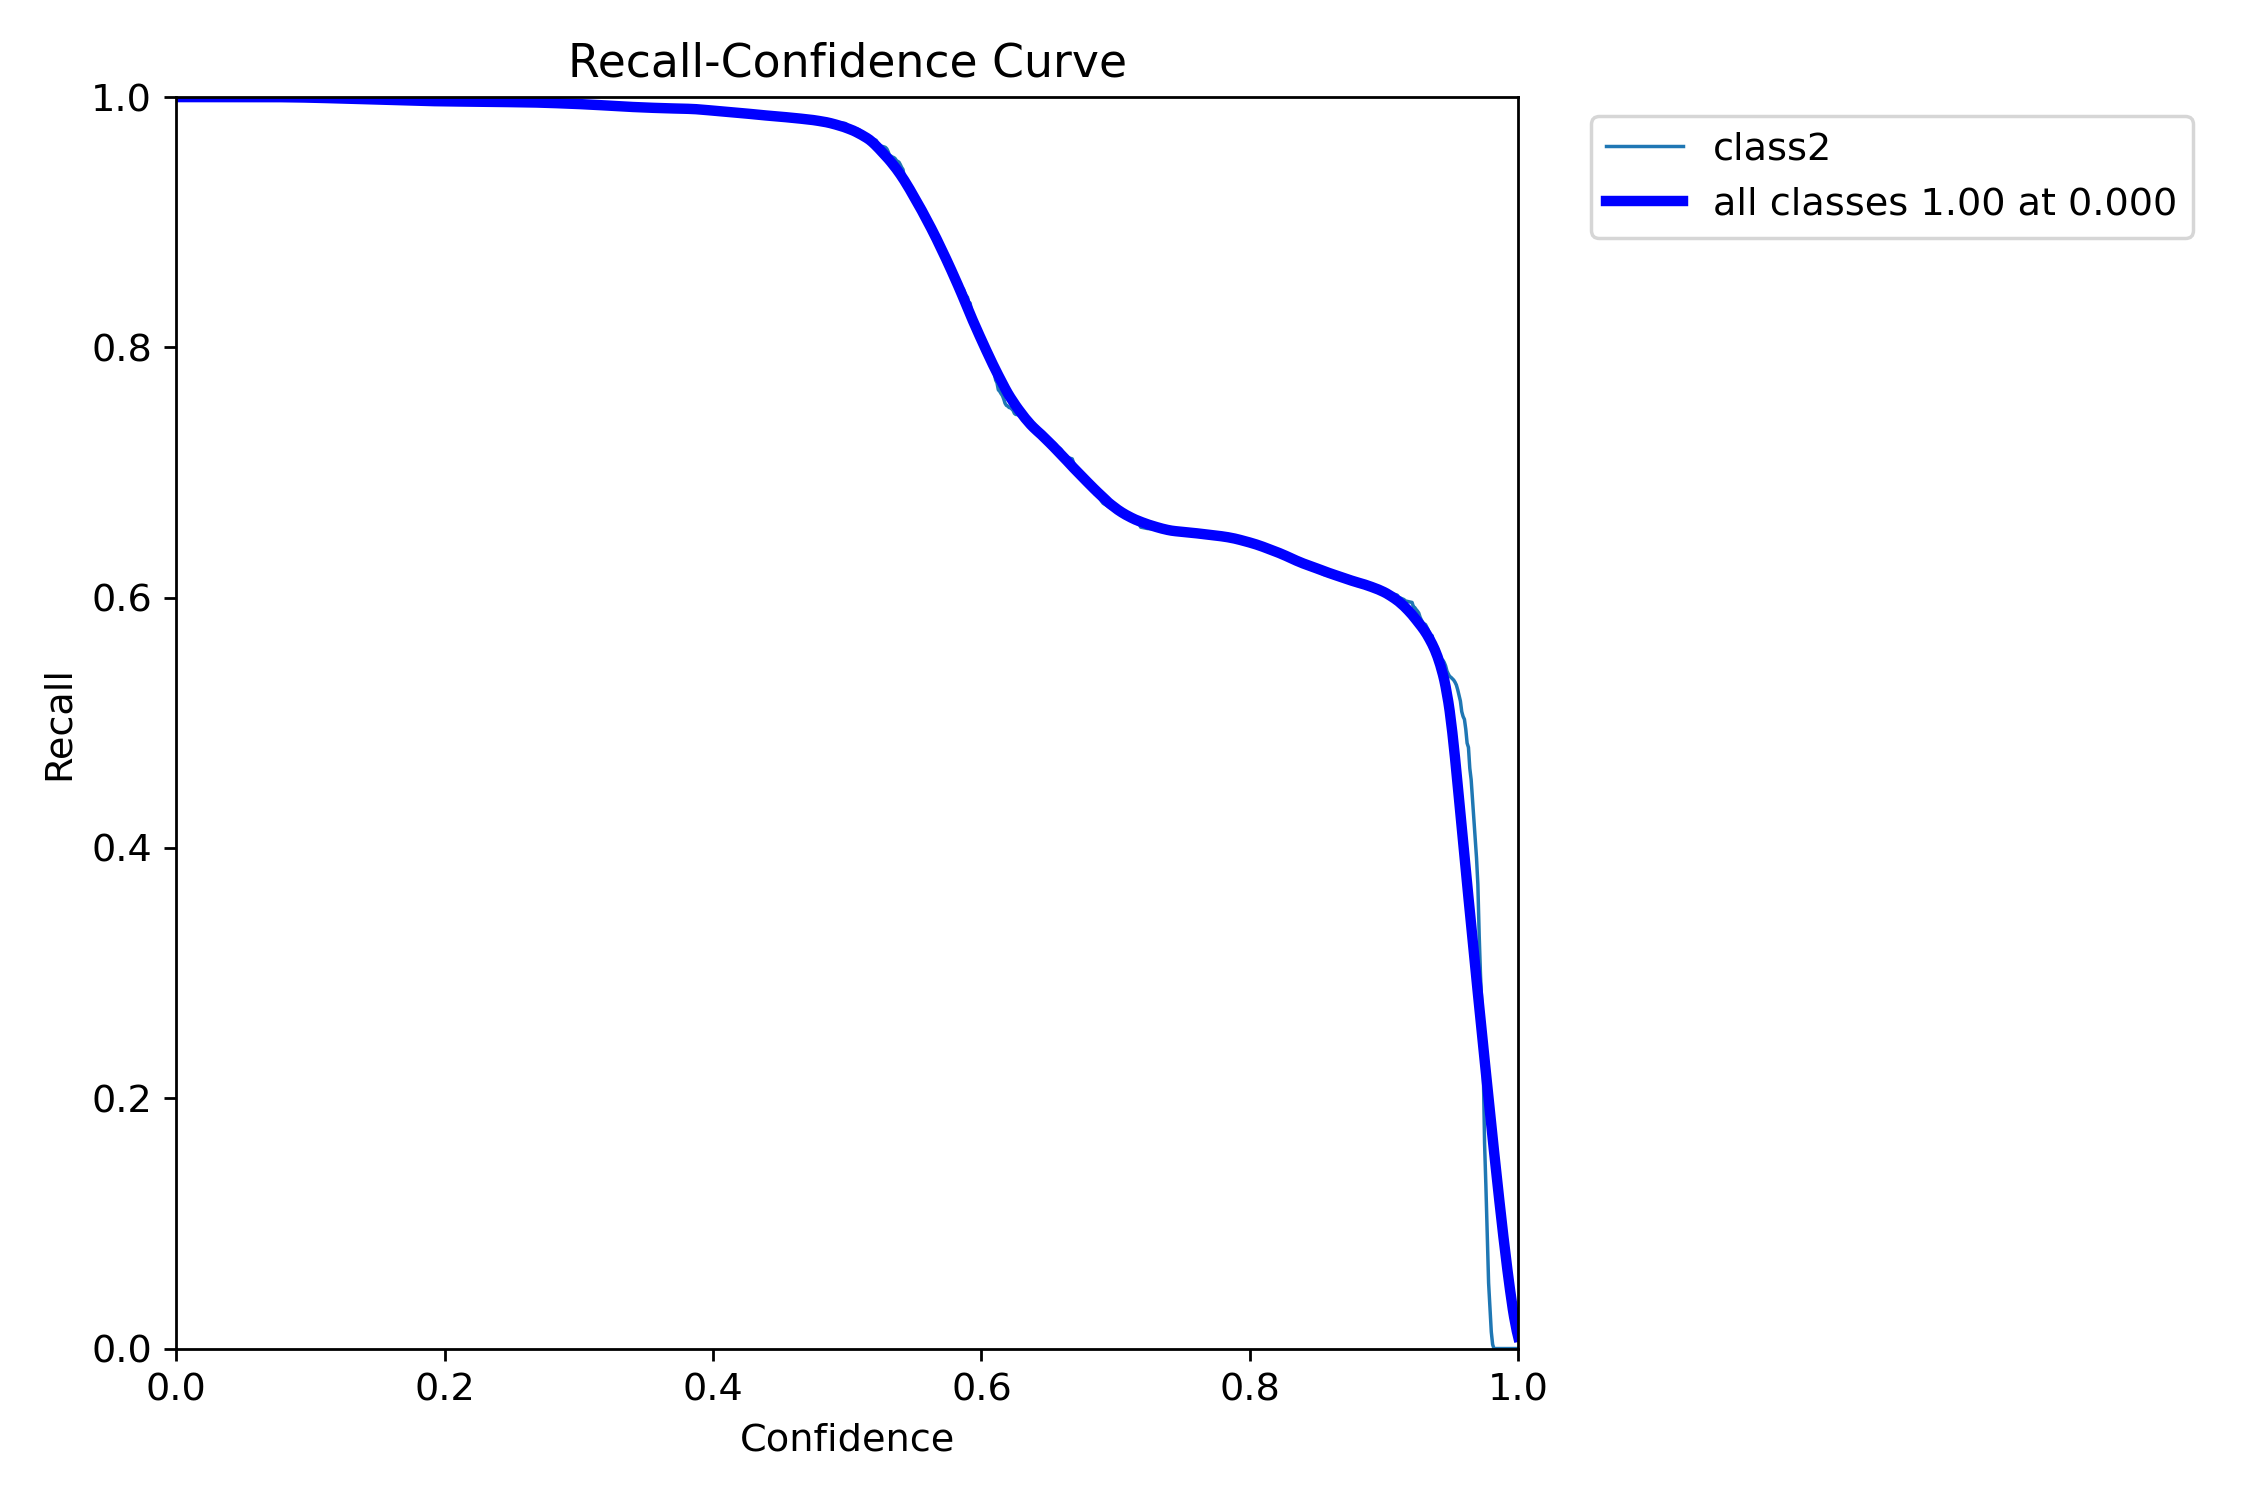 Recall-Confidence Curve
1.0
0.8
0.6
0.4
0.2
0.0
Recall
0.0 0.2 0.4 0.6 0.8 1.0
Confidence
class2
all classes 1.00 at 0.000